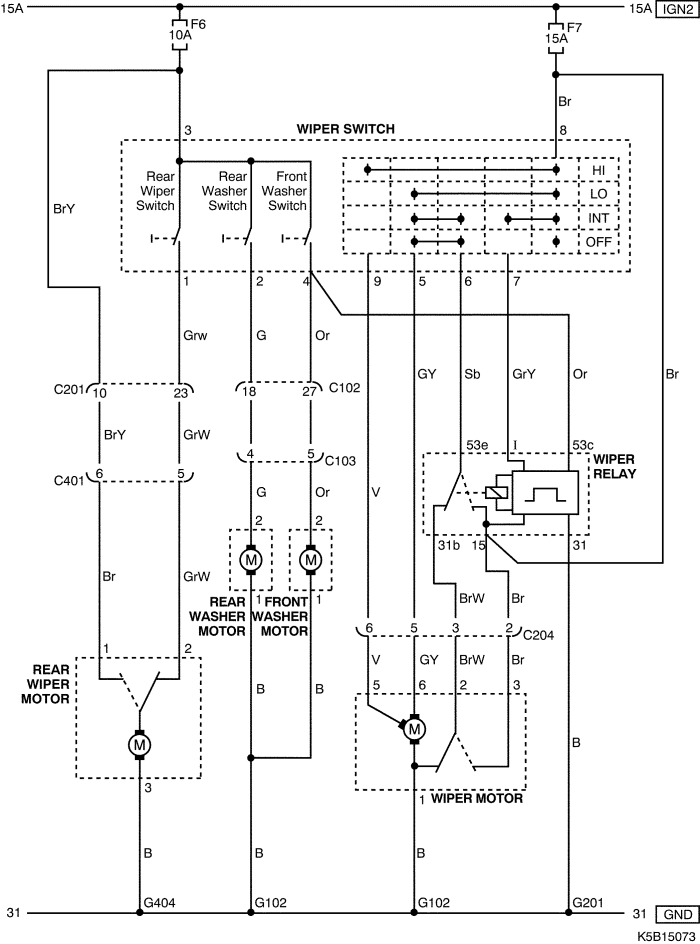 15A 15A IGN2
F6 10A
F7 15A
Br
3 WIPER SWITCH 8
Rear Wiper Switch
Rear Washer Switch
Front Washer Switch
HI
LO
INT
OFF
BrY
1 2 4 9 5 6 7
Grw G Or GY Sb GrY Or Br
C201 10 23 18 27 C102
BrY GrW
53e I 53c
WIPER RELAY
C401 6 5 4 5 C103
G Or V
2 2
31b 15 31
M M
Br GrW
1 1
REAR WASHER MOTOR
FRONT WASHER MOTOR
BrW Br
6 5 3 2 C204
1 2
V GY BrW Br
REAR WIPER MOTOR
B B
5 6 2 3
M M
B
3
1 WIPER MOTOR
B B B
G404 G102 G102 G201
31 31 GND
K5B15073